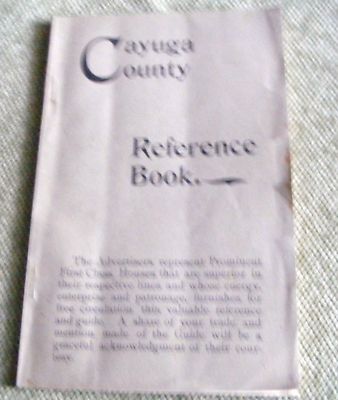 Cayuga
County
Reference
Book.
The Advertisers represent Prominent
First-Class Houses that are superior in
their respective lines and whose energy,
enterprise and patronage, furnishes for
free circulation this valuable reference
and guide. A share of your trade and
mention made of the Guide will be a
graceful acknowledgment of their cour-
tesy.